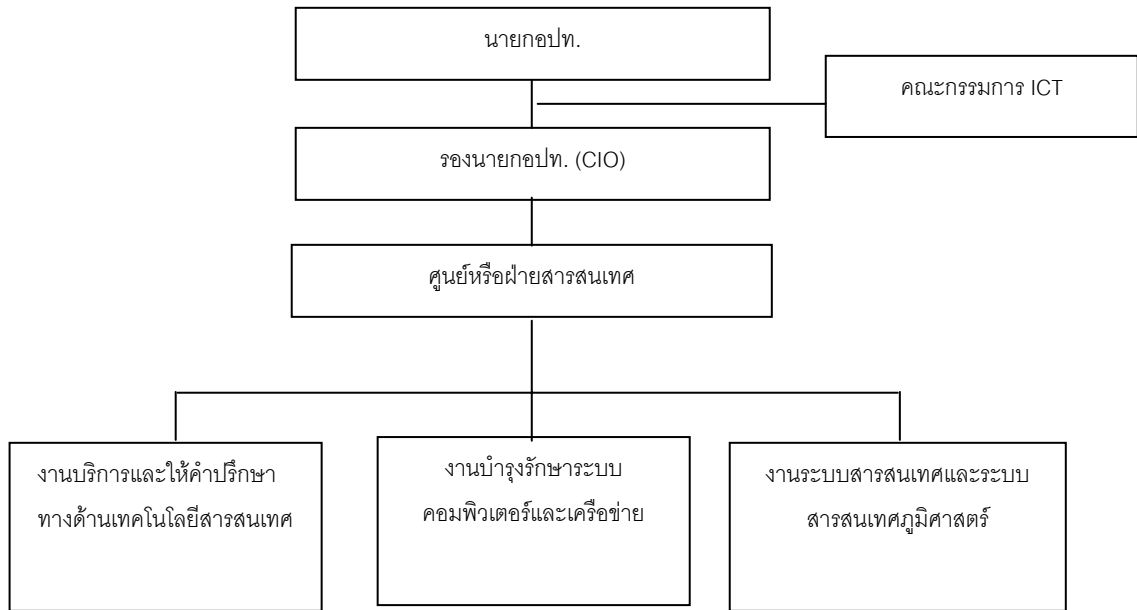 นายกอปท.
คณะกรรมการ ICT
รองนายกอปท. (CIO)
ศูนย์หรือฝ่ายสารสนเทศ
งานบริการและให้คำปรึกษา
ทางด้านเทคโนโลยีสารสนเทศ
งานบำรุงรักษาระบบ
คอมพิวเตอร์และเครือข่าย
งานระบบสารสนเทศและระบบ
สารสนเทศภูมิศาสตร์